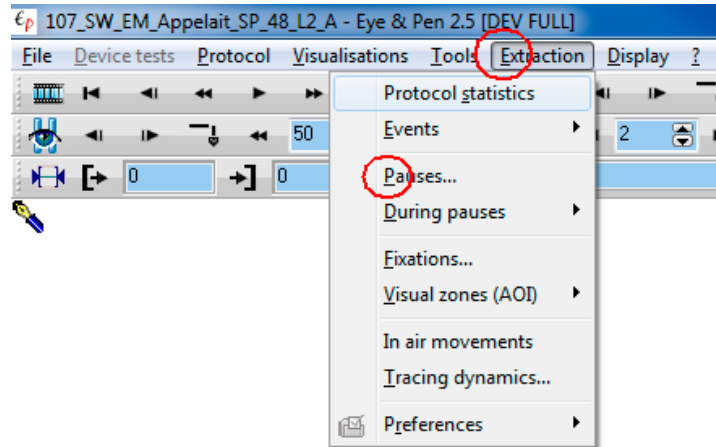 εp 107_SW_EM_Appelait_SP_48_L2_A - Eye & Pen 2.5 [DEV FULL]
File Device tests Protocol Visualisations Tools Extraction Display ?
50 2
0 0
Protocol statistics
Events
Pauses...
During pauses
Fixations...
Visual zones (AOI)
In air movements
Tracing dynamics...
Preferences